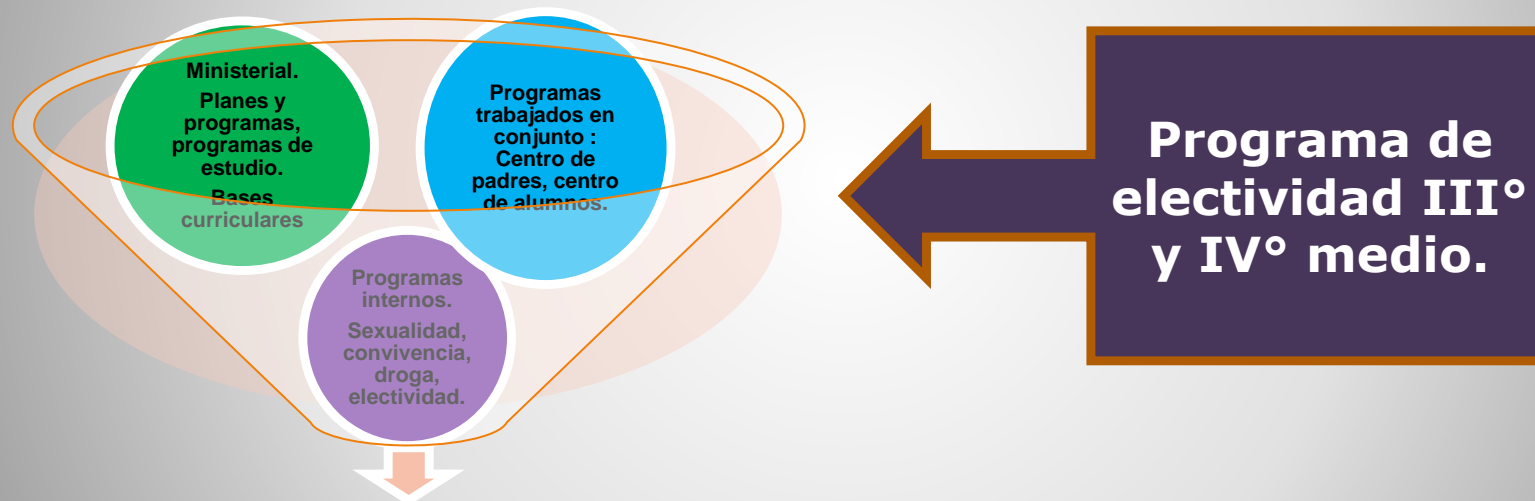 Ministerial.
Planes y
programas,
programas de
estudio.
Bases
curriculares
Programas
trabajados en
conjunto :
Centro de
padres, centro
de alumnos.
Programas
internos.
Sexualidad,
convivencia,
droga,
electividad.
Programa de
electividad III°
y IV° medio.